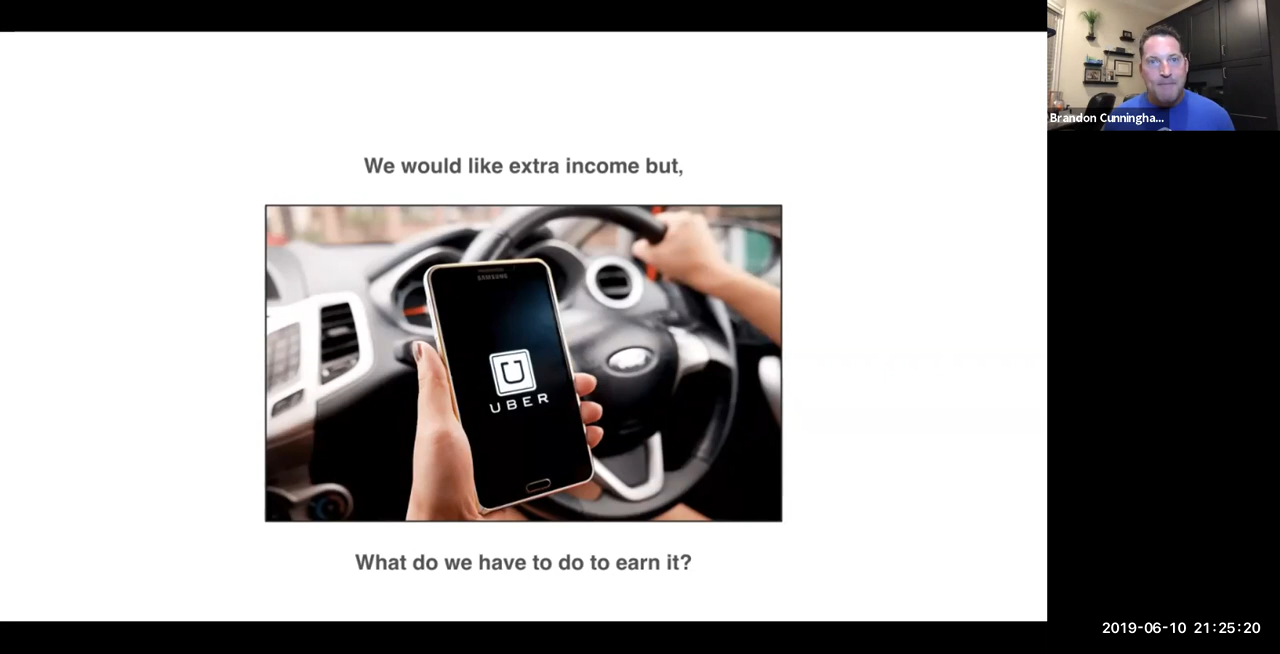 We would like extra income but,
SAMSUNG
UBER
What do we have to do to earn it?
Brandon Cunningha...
2019-06-10 21:25:20